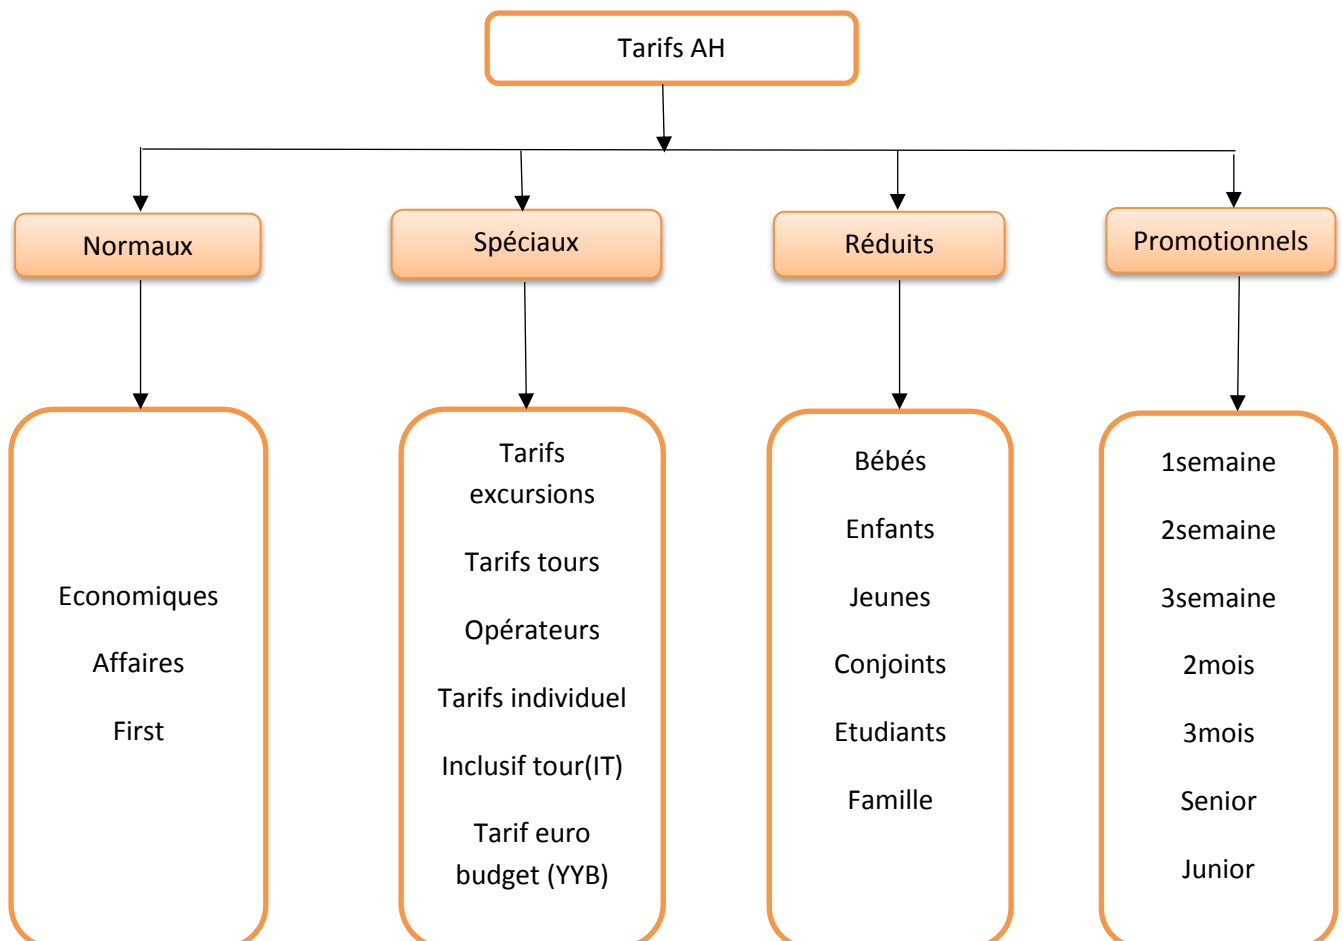 Tarifs AH
Normaux
Spéciaux
Réduits
Promotionnels
Economiques
Affaires
First
Tarifs
excursions
Tarifs tours
Opérateurs
Tarifs individuel
Inclusif tour(IT)
Tarif euro
budget (YYB)
Bébés
Enfants
Jeunes
Conjoints
Etudiants
Famille
1semaine
2semaine
3semaine
2mois
3mois
Senior
Junior